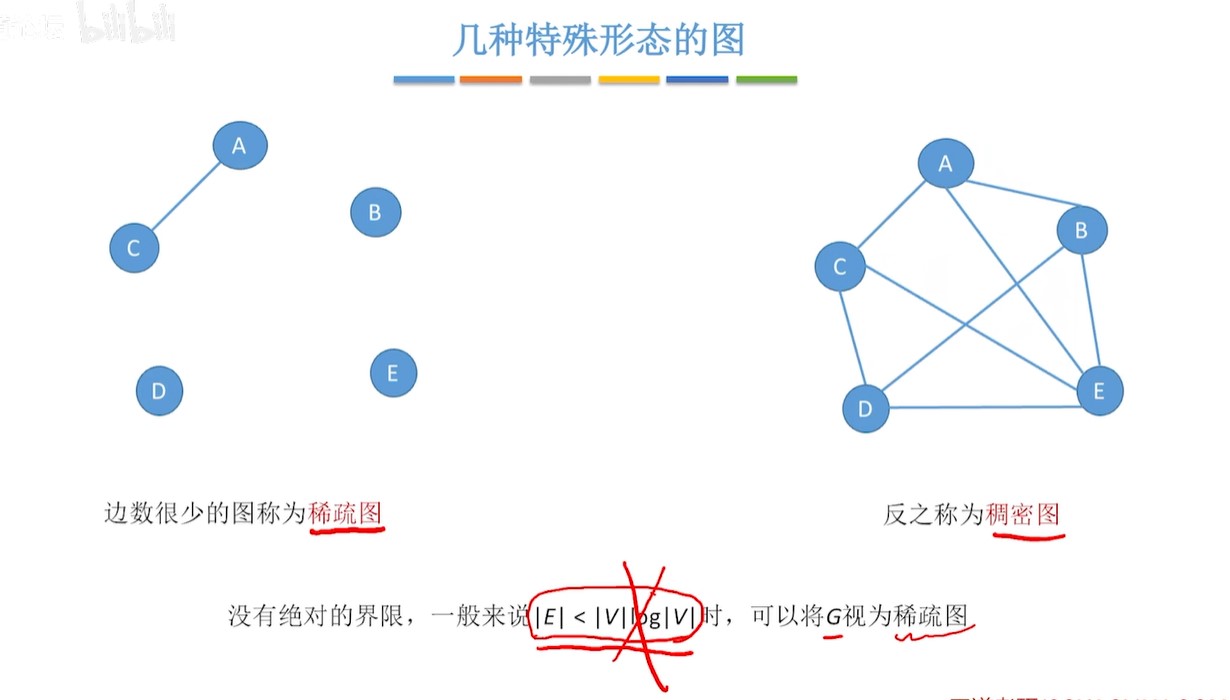 bilibili
几种特殊形态的图
A
B
C
D
E
A
B
C
D
E
边数很少的图称为稀疏图
反之称为稠密图
没有绝对的界限，一般来说|E| < |V|log|V|时，可以将G视为稀疏图